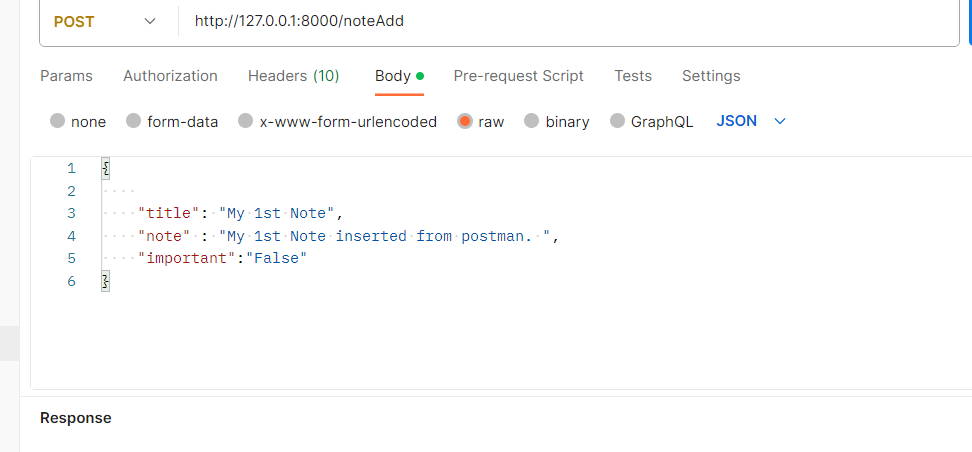 POST http://127.0.0.1:8000/noteAdd
Params Authorization Headers (10) Body Pre-request Script Tests Settings
none form-data x-www-form-urlencoded raw binary GraphQL JSON
1 {
2
3 "title": "My 1st Note",
4 "note" : "My 1st Note inserted from postman. ",
5 "important":"False"
6 }
Response